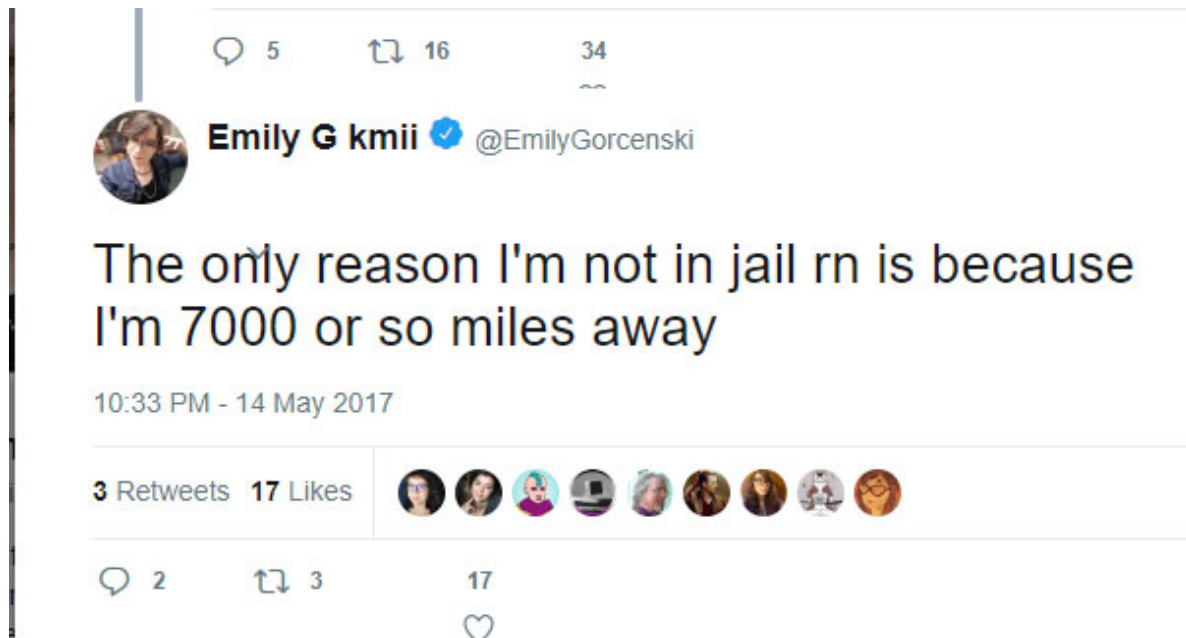 5 16 34
Emily G kmii @EmilyGorcenski
The only reason I'm not in jail rn is because
I'm 7000 or so miles away
10:33 PM - 14 May 2017
3 Retweets 17 Likes
2 3 17